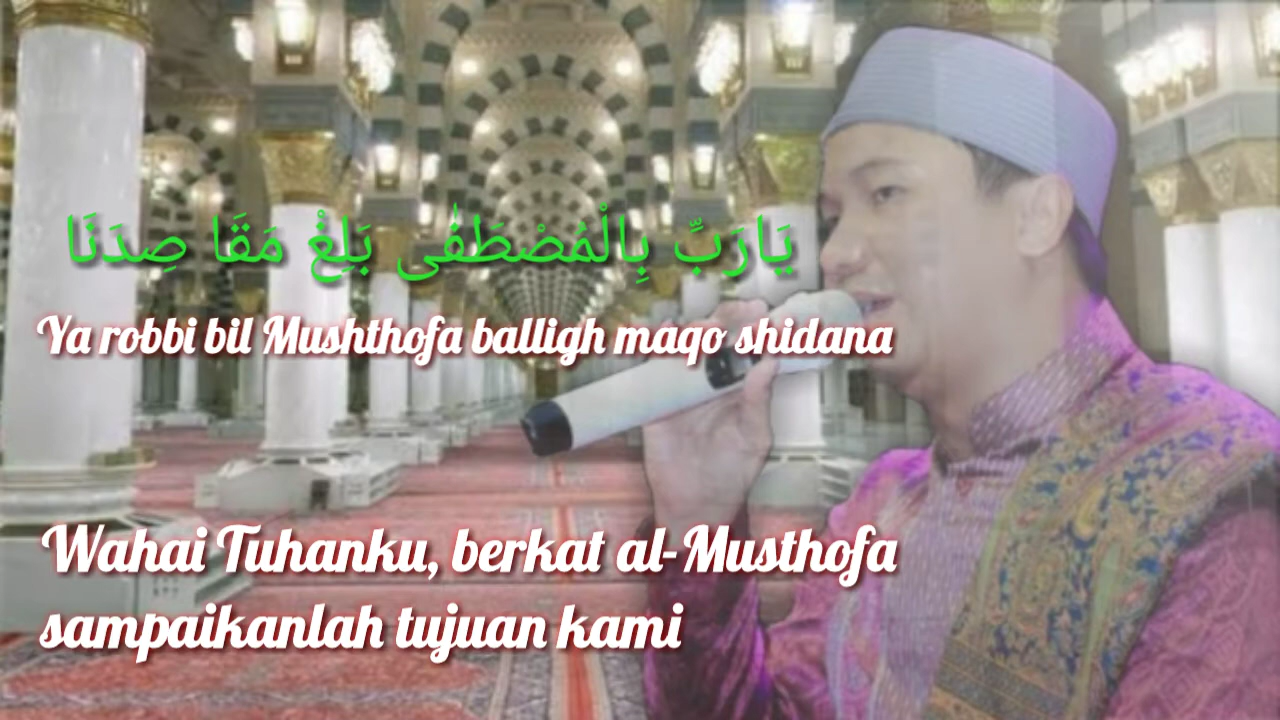 يَارَبِّ بِالْمُصْطَفٰى بَلِغْ مَقَا صِدَنَا
Ya robbi bil Mushthofa balligh maqo shidana
Wahai Tuhanku, berkat al-Musthofa
sampaikanlah tujuan kami